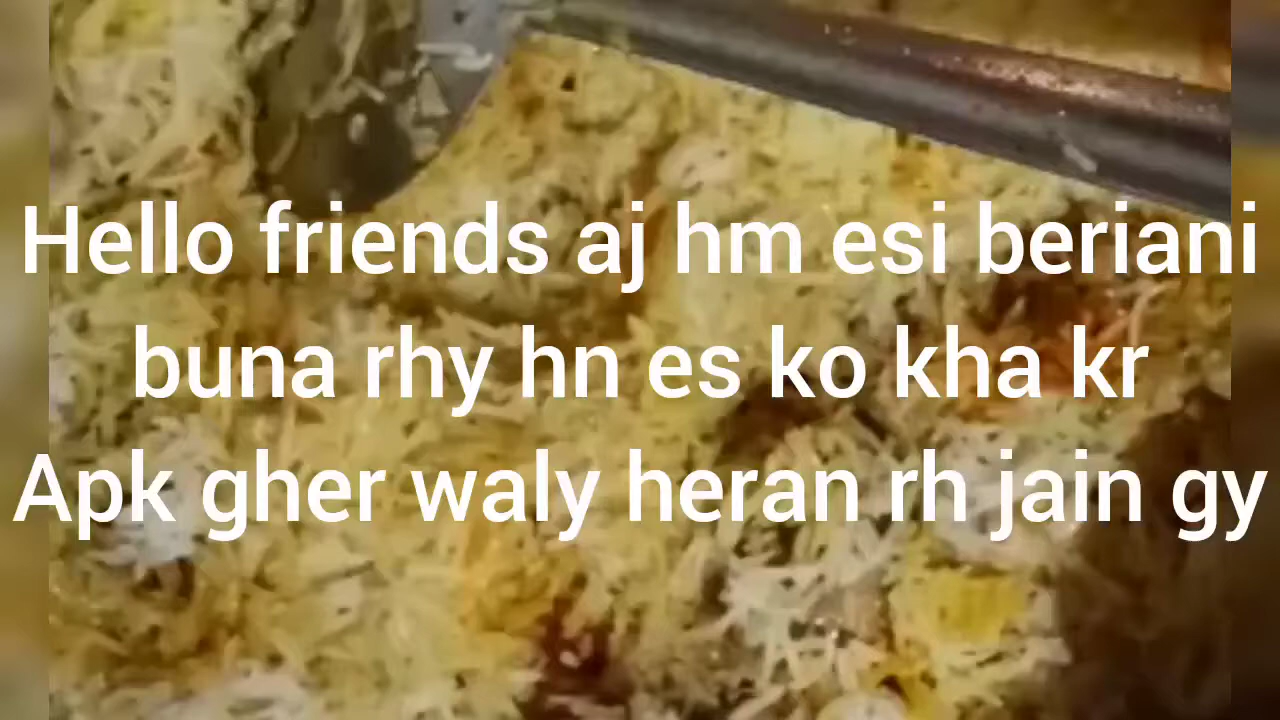 Hello friends aj hm esi beriani
buna rhy hn es ko kha kr
Apk gher waly heran rh jain gy